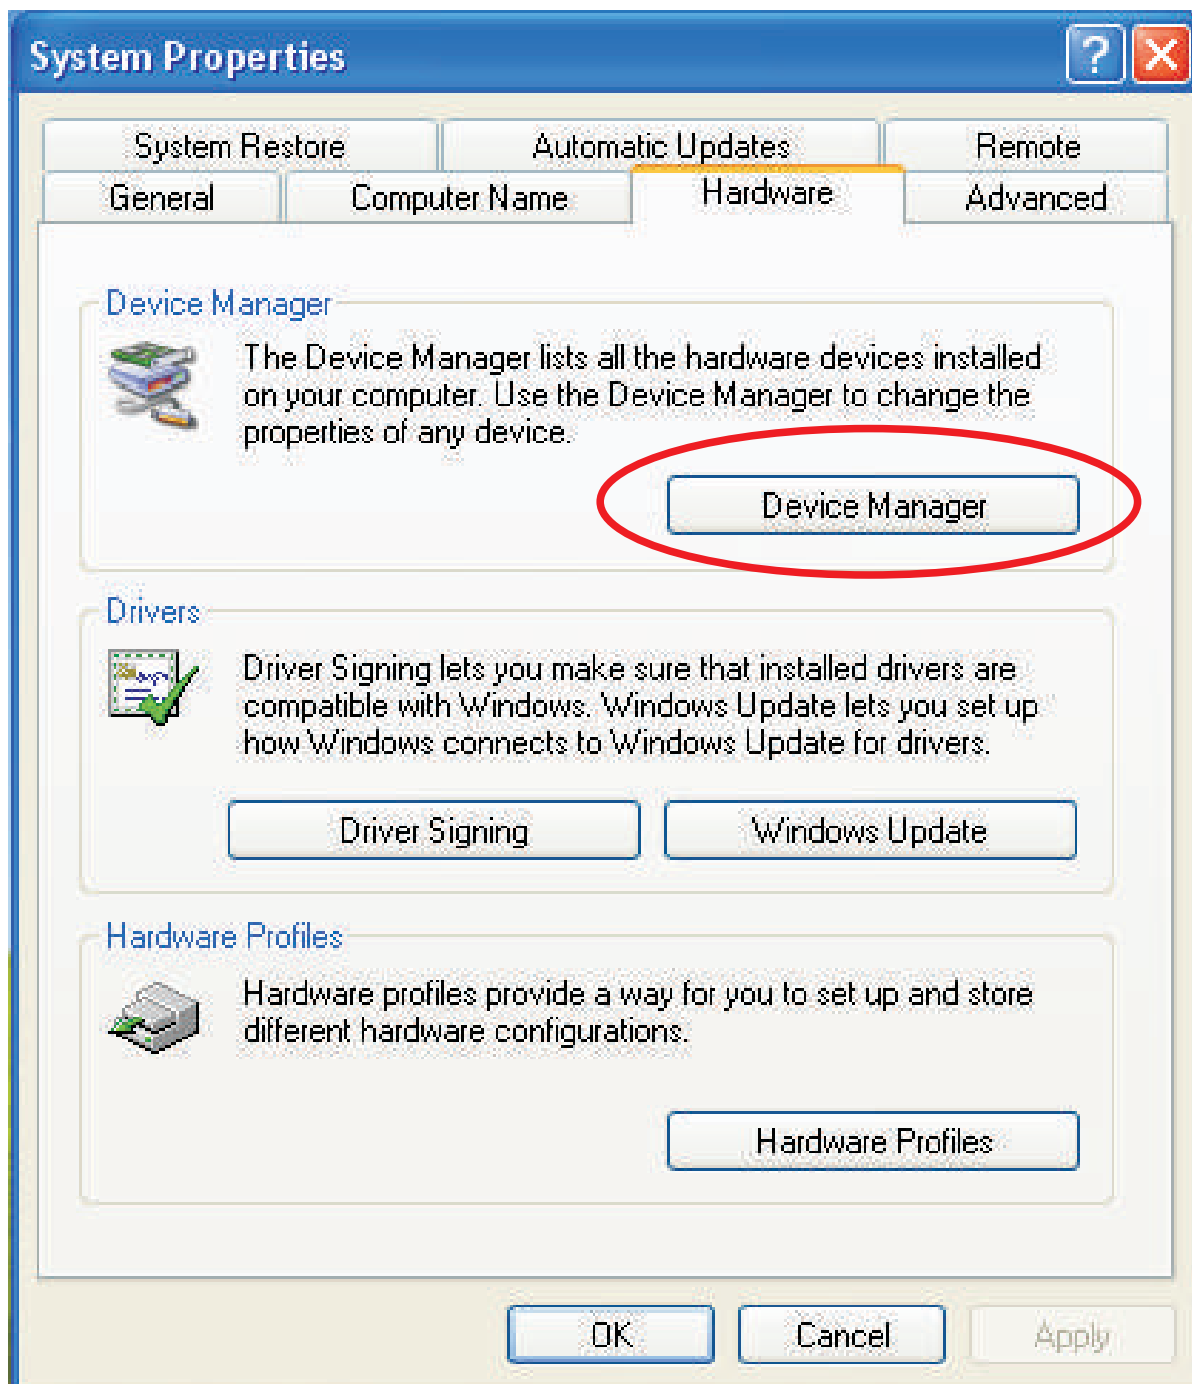 System Properties
?
System Restore Automatic Updates Remote
General Computer Name Hardware Advanced
Device Manager
The Device Manager lists all the hardware devices installed
on your computer. Use the Device Manager to change the
properties of any device.
Device Manager
Drivers
Driver Signing lets you make sure that installed drivers are
compatible with Windows. Windows Update lets you set up
how Windows connects to Windows Update for drivers.
Driver Signing Windows Update
Hardware Profiles
Hardware profiles provide a way for you to set up and store
different hardware configurations.
Hardware Profiles
OK Cancel Apply